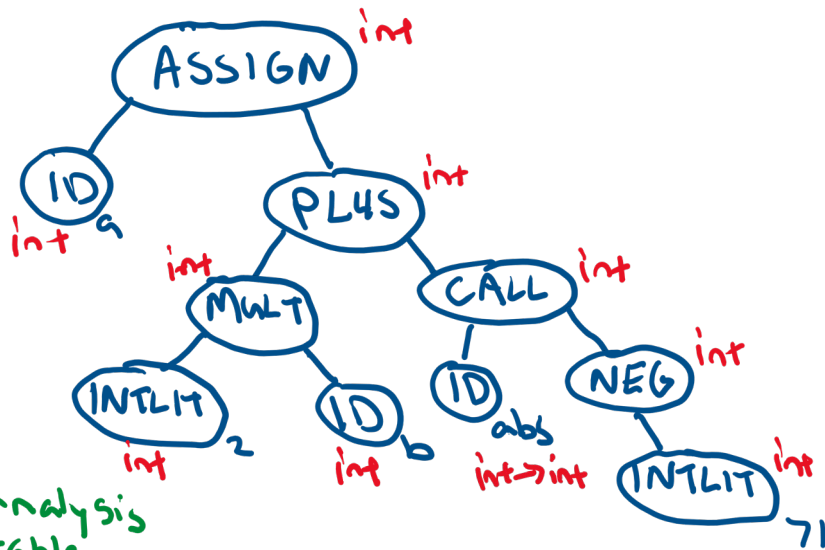 ASSIGN int
ID a int
PLUS int
int MULT
CALL int
INTLIT 2 int
ID b int
ID abs int->int
NEG int
INTLIT 71 int